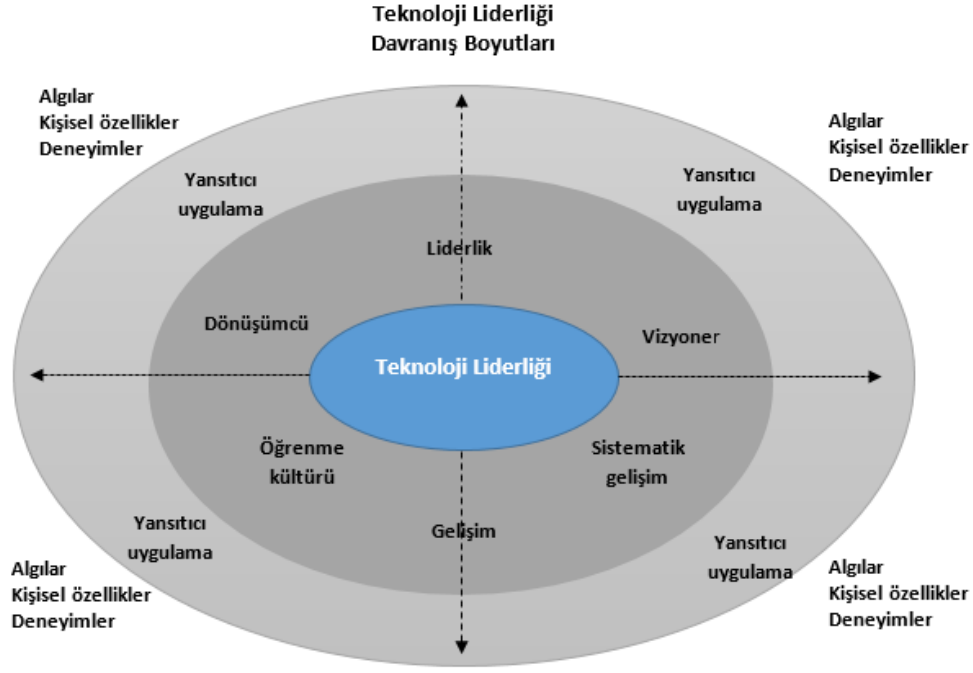 Teknoloji Liderliği
Davranış Boyutları
Algılar
Kişisel özellikler
Deneyimler
Algılar
Kişisel özellikler
Deneyimler
Yansıtıcı
uygulama
Yansıtıcı
uygulama
Liderlik
Dönüşümcü
Vizyoner
Teknoloji Liderliği
Öğrenme
kültürü
Sistematik
gelişim
Gelişim
Yansıtıcı
uygulama
Yansıtıcı
uygulama
Algılar
Kişisel özellikler
Deneyimler
Algılar
Kişisel özellikler
Deneyimler